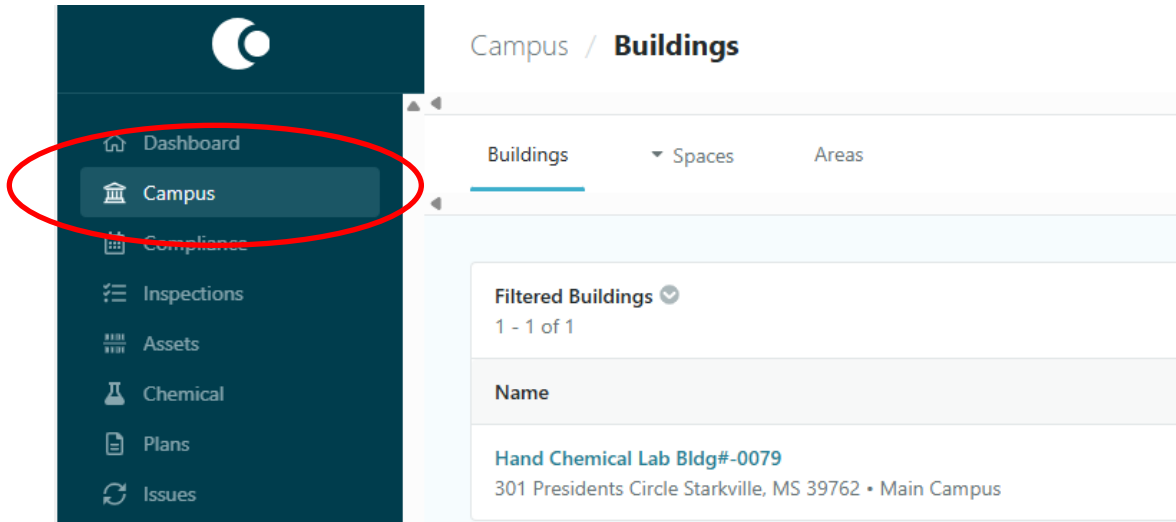 Dashboard
Campus
Compliance
Inspections
Assets
Chemical
Plans
Issues
Campus / Buildings
Buildings
Spaces
Areas
Filtered Buildings
1 - 1 of 1
Name
Hand Chemical Lab Bldg#-0079
301 Presidents Circle Starkville, MS 39762 • Main Campus